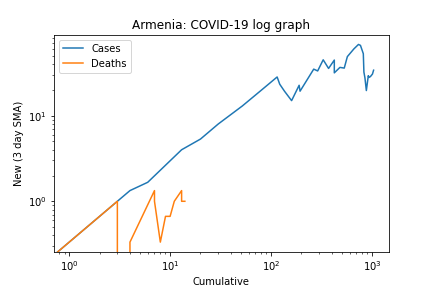 Armenia: COVID-19 log graph
Cases
Deaths
New (3 day SMA)
10¹
10⁰
10⁰ 10¹ 10² 10³
Cumulative